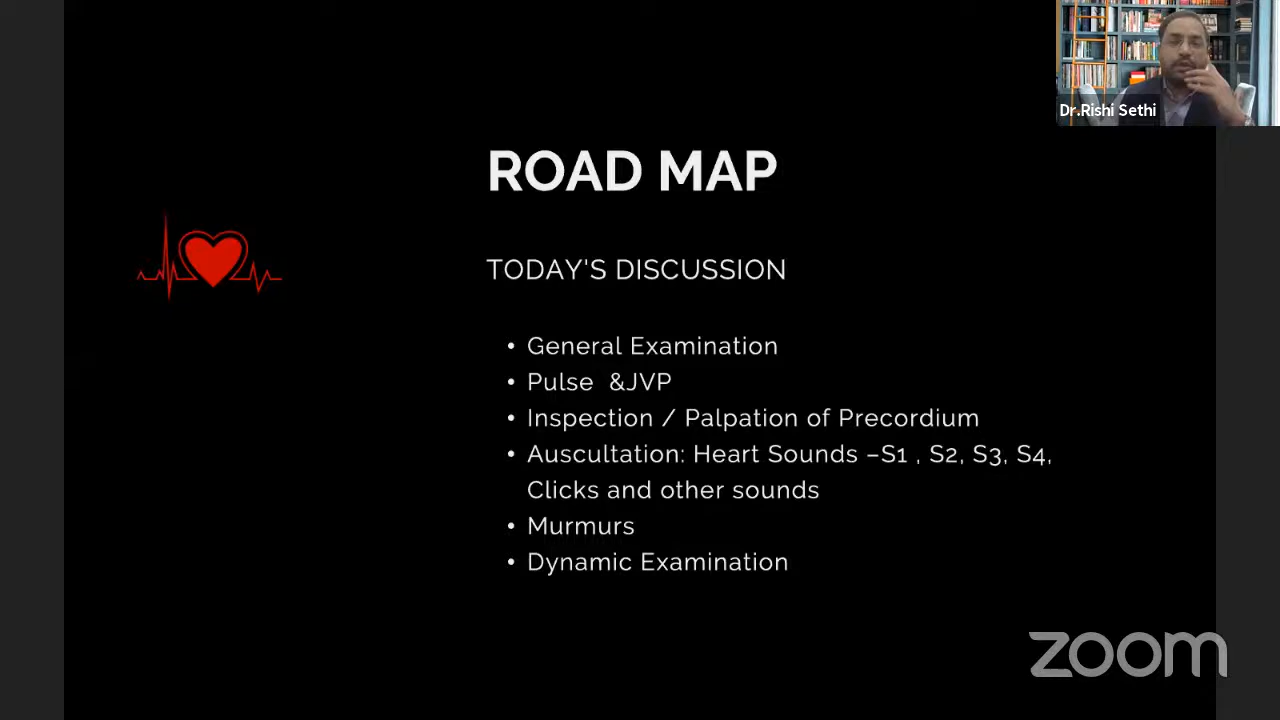 Dr.Rishi Sethi
ROAD MAP
TODAY'S DISCUSSION
• General Examination
• Pulse &JVP
• Inspection / Palpation of Precordium
• Auscultation: Heart Sounds –S1 , S2, S3, S4,
Clicks and other sounds
• Murmurs
• Dynamic Examination
zoom